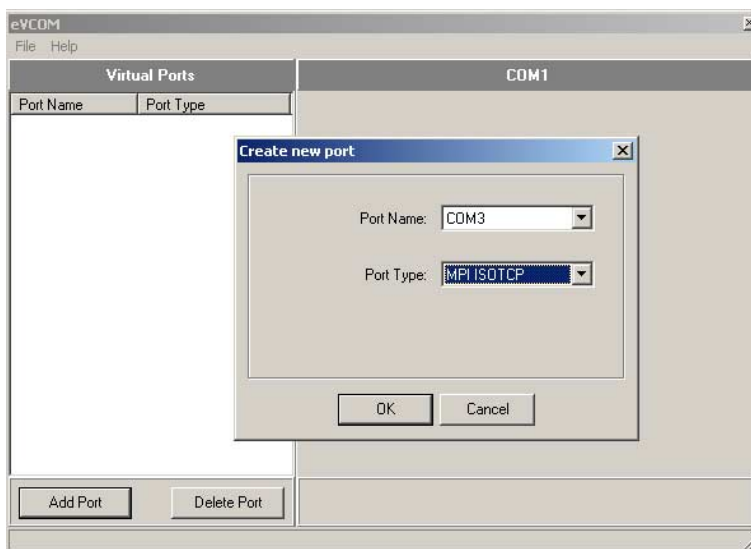 eVCOM
File Help
Virtual Ports
COM1
Port Name Port Type
Create new port
Port Name: COM3
Port Type: MPI ISOTCP
OK Cancel
Add Port Delete Port